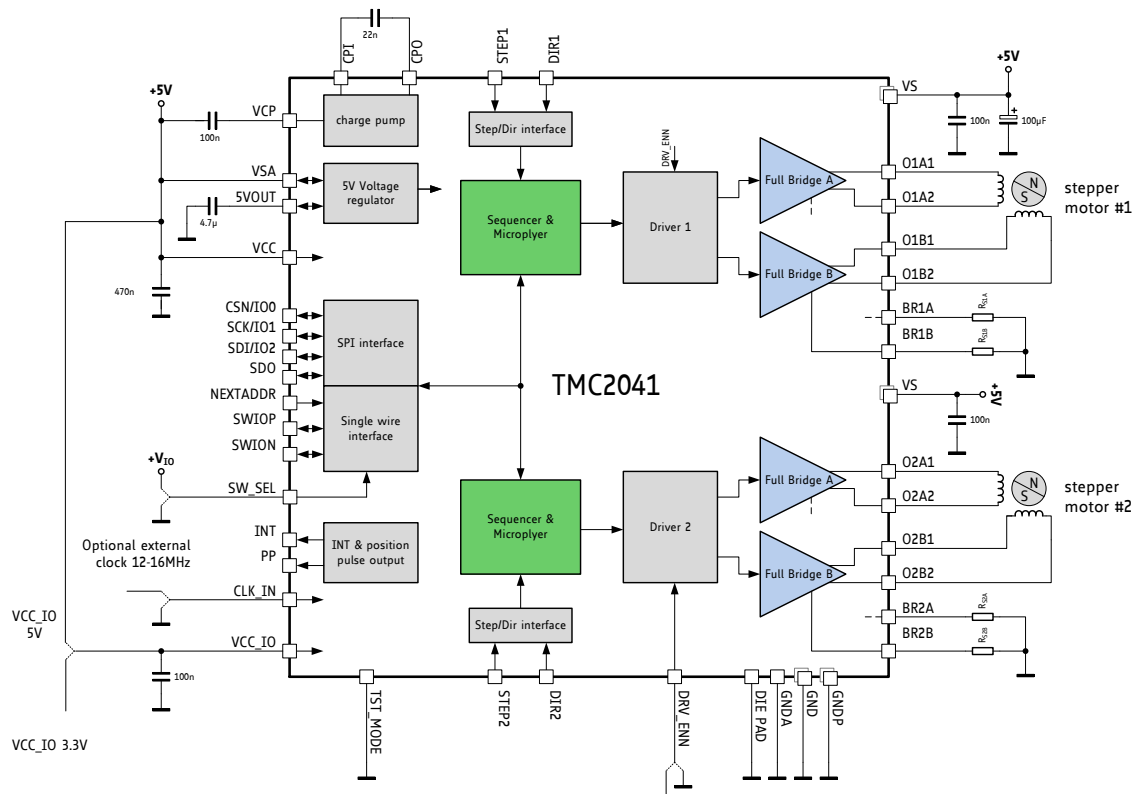 22n
CPI
CPO
STEP1
DIR1
+5V
VCP
100n
charge pump
Step/Dir interface
VSA
5VOUT
4.7µ
5V Voltage
regulator
VCC
470n
Sequencer &
Microplyer
DRV_ENN
Driver 1
Full Bridge A
Full Bridge B
VS
+5V
100n
+
100µF
O1A1
O1A2
O1B1
O1B2
BR1A
BR1B
RS1A
RS1B
N
S
stepper
motor #1
CSN/IO0
SCK/IO1
SDI/IO2
SDO
NEXTADDR
SWIOP
SWION
SPI interface
Single wire
interface
TMC2041
VS
+5V
100n
+VIO
SW_SEL
INT
PP
INT & position
pulse output
Optional external
clock 12-16MHz
CLK_IN
VCC_IO
5V
VCC_IO
100n
VCC_IO 3.3V
Sequencer &
Microplyer
Step/Dir interface
Driver 2
Full Bridge A
Full Bridge B
O2A1
O2A2
O2B1
O2B2
BR2A
BR2B
RS2A
RS2B
N
S
stepper
motor #2
TST_MODE
STEP2
DIR2
DRV_ENN
DIE PAD
GNDA
GND
GNDP